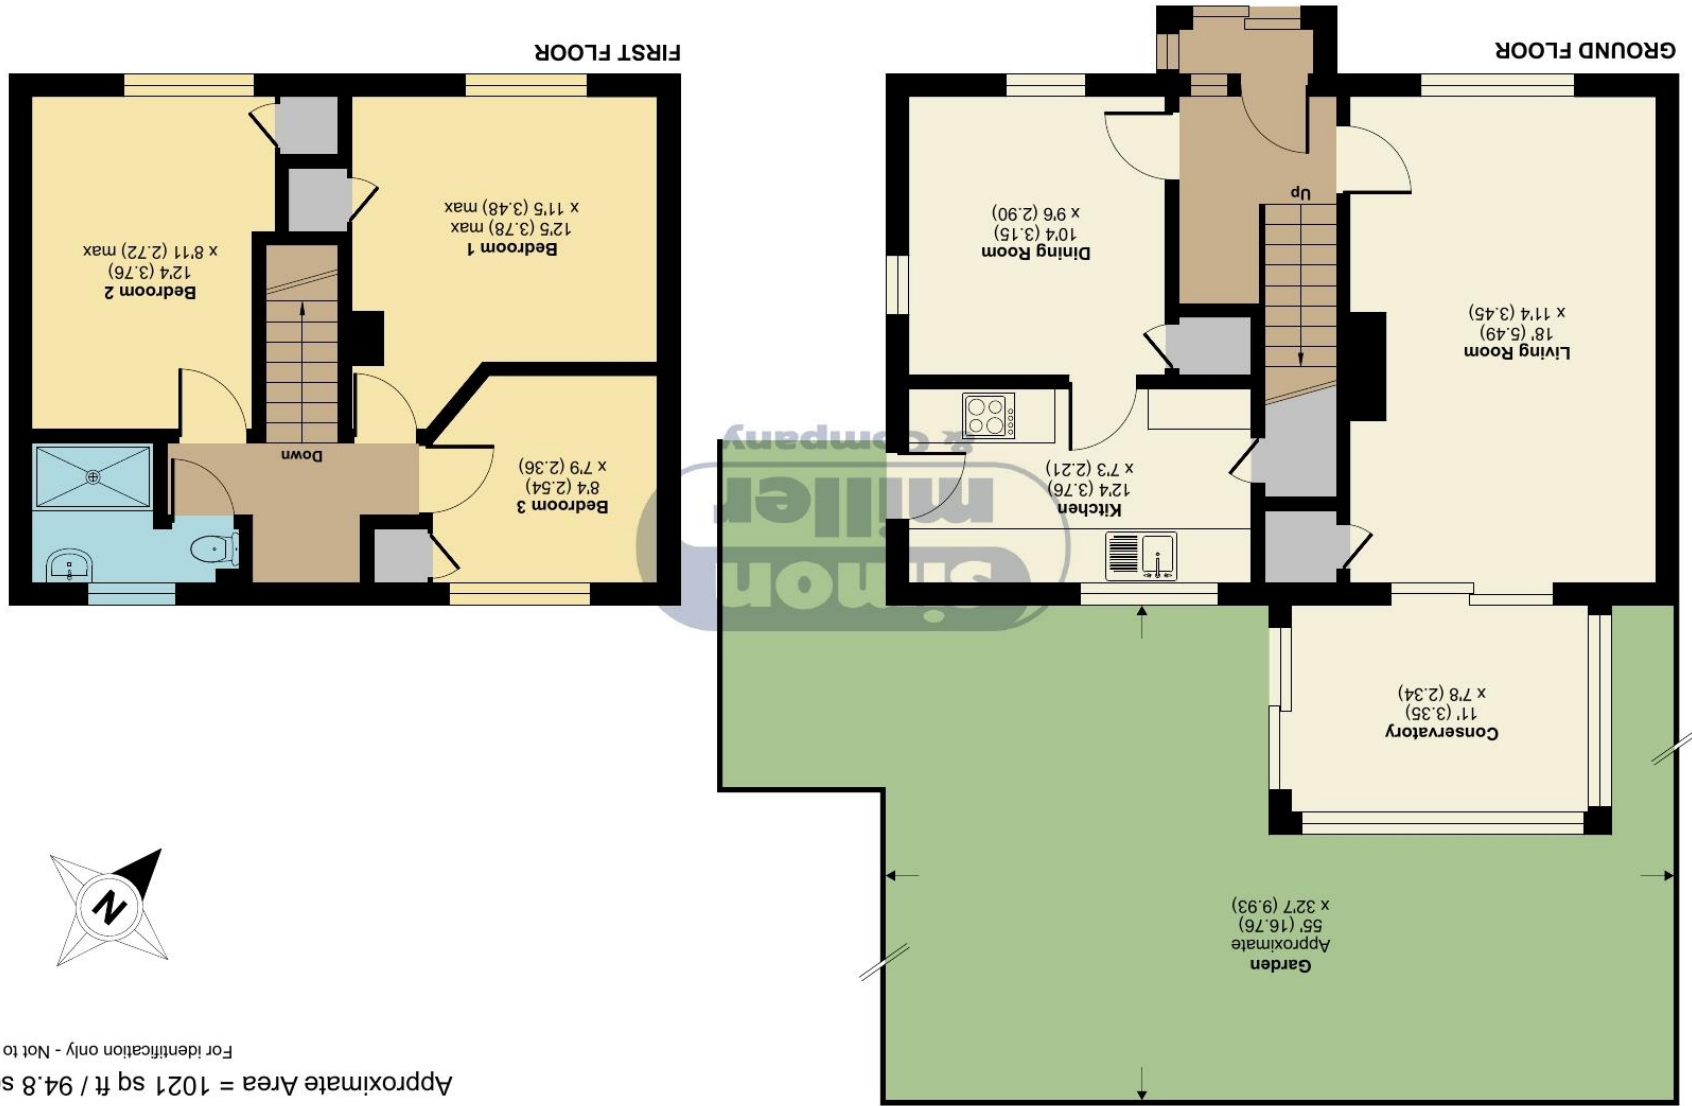 Approximate Area = 1021 sq ft / 94.8 s
For identification only - Not to
Garden
Approximate
55' (16.76)
x 32'7 (9.93)
N
Conservatory
11' (3.35)
x 7'8 (2.34)
simon
miller
& Company
Kitchen
12'4 (3.76)
x 7'3 (2.21)
Living Room
18' (5.49)
x 11'4 (3.45)
Dining Room
10'4 (3.15)
x 9'6 (2.90)
Up
GROUND FLOOR
Bedroom 3
8'4 (2.54)
x 7'9 (2.36)
Down
Bedroom 2
12'4 (3.76)
x 8'11 (2.72) max
Bedroom 1
12'5 (3.78) max
x 11'5 (3.48) max
FIRST FLOOR